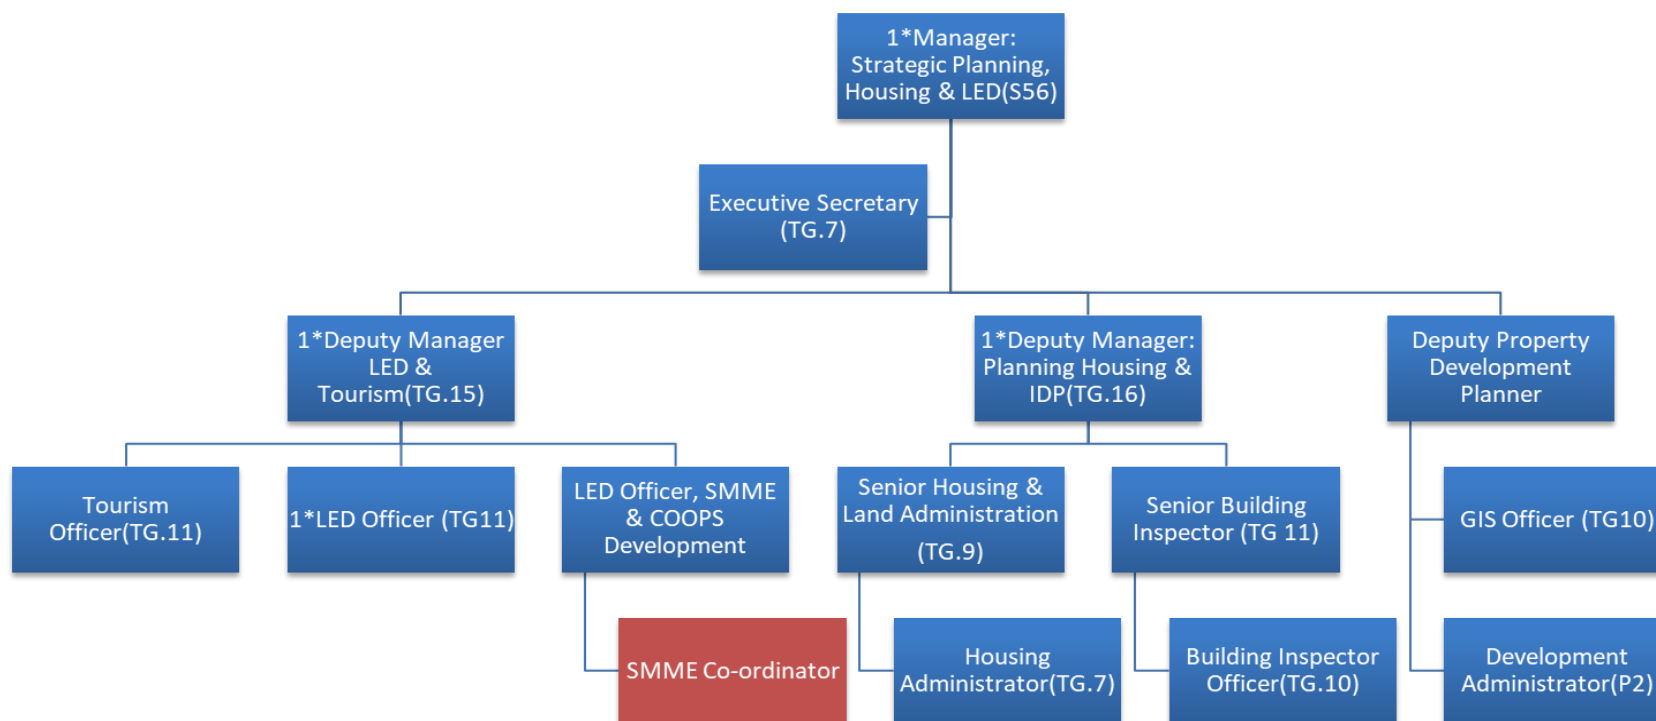 1*Manager:
Strategic Planning,
Housing & LED(S56)
Executive Secretary
(TG.7)
1*Deputy Manager
LED &
Tourism(TG.15)
1*Deputy Manager:
Planning Housing &
IDP(TG.16)
Deputy Property
Development
Planner
Tourism
Officer(TG.11)
1*LED Officer (TG11)
LED Officer, SMME
& COOPS
Development
Senior Housing &
Land Administration
(TG.9)
Senior Building
Inspector (TG 11)
GIS Officer (TG10)
SMME Co-ordinator
Housing
Administrator(TG.7)
Building Inspector
Officer(TG.10)
Development
Administrator(P2)